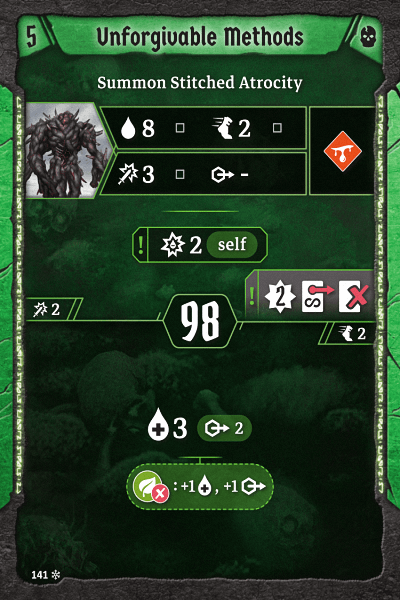 5 Unforgivable Methods
Summon Stitched Atrocity
8 2
3 -
! 2 self
! 2
2 98 2
3 2
: +1 , +1
141